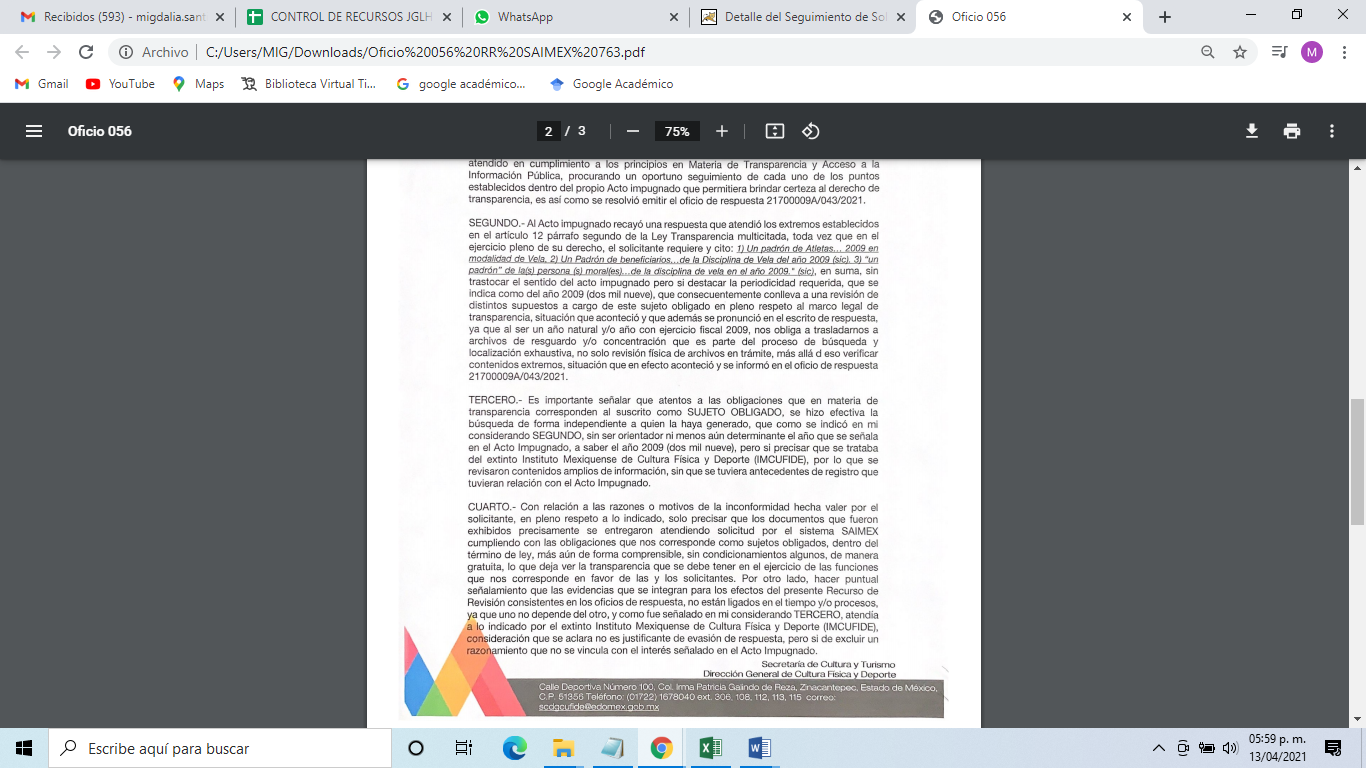 Recibidos (593) - migdalia.sant
CONTROL DE RECURSOS JGLH
WhatsApp
Detalle del Seguimiento de Sol
Oficio 056
Archivo
C:/Users/MIG/Downloads/Oficio%20056%20RR%20SAIMEX%20763.pdf
M
Gmail
YouTube
Maps
Biblioteca Virtual Ti...
google académico...
Google Académico
Oficio 056
2 / 3
75%
atendido en cumplimiento a los principios en Materia de Transparencia y Acceso a la
Información Pública, procurando un oportuno seguimiento de cada uno de los puntos
establecidos dentro del propio Acto impugnado que permitiera brindar certeza al derecho de
transparencia, es así como se resolvió emitir el oficio de respuesta 21700009A/043/2021.
SEGUNDO.- Al Acto impugnado recayó una respuesta que atendió los extremos establecidos
en el artículo 12 párrafo segundo de la Ley Transparencia multicitada, toda vez que en el
ejercicio pleno de su derecho, el solicitante requiere y cito: 1) Un padrón de Atletas... 2009 en
modalidad de Vela, 2) Un Padrón de beneficiarios...de la Disciplina de Vela del año 2009 (sic). 3) "un
padrón" de la(s) persona (s) moral(es)...de la disciplina de vela en el año 2009." (sic), en suma, sin
trastocar el sentido del acto impugnado pero si destacar la periodicidad requerida, que se
indica como del año 2009 (dos mil nueve), que consecuentemente conlleva a una revisión de
distintos supuestos a cargo de este sujeto obligado en pleno respeto al marco legal de
transparencia, situación que aconteció y que además se pronunció en el escrito de respuesta,
ya que al ser un año natural y/o año con ejercicio fiscal 2009, nos obliga a trasladarnos a
archivos de resguardo y/o concentración que es parte del proceso de búsqueda y
localización exhaustiva, no solo revisión física de archivos en trámite, más allá d eso verificar
contenidos extremos, situación que en efecto aconteció y se informó en el oficio de respuesta
21700009A/043/2021.
TERCERO.- Es importante señalar que atentos a las obligaciones que en materia de
transparencia corresponden al suscrito como SUJETO OBLIGADO, se hizo efectiva la
búsqueda de forma independiente a quien la haya generado, que como se indicó en mi
considerando SEGUNDO, sin ser orientador ni menos aún determinante el año que se señala
en el Acto Impugnado, a saber el año 2009 (dos mil nueve), pero si precisar que se trataba
del extinto Instituto Mexiquense de Cultura Física y Deporte (IMCUFIDE), por lo que se
revisaron contenidos amplios de información, sin que se tuviera antecedentes de registro que
tuvieran relación con el Acto Impugnado.
CUARTO.- Con relación a las razones o motivos de la inconformidad hecha valer por el
solicitante, en pleno respeto a lo indicado, solo precisar que los documentos que fueron
exhibidos precisamente se entregaron atendiendo solicitud por el sistema SAIMEX
cumpliendo con las obligaciones que nos corresponde como sujetos obligados, dentro del
término de ley, más aún de forma comprensible, sin condicionamientos algunos, de manera
gratuita, lo que deja ver la transparencia que se debe tener en el ejercicio de las funciones
que nos corresponde en favor de las y los solicitantes. Por otro lado, hacer puntual
señalamiento que las evidencias que se integran para los efectos del presente Recurso de
Revisión consistentes en los oficios de respuesta, no están ligados en el tiempo y/o procesos,
ya que uno no depende del otro, y como fue señalado en mi considerando TERCERO, atendía
a lo indicado por el extinto Instituto Mexiquense de Cultura Física y Deporte (IMCUFIDE),
consideración que se aclara no es justificante de evasión de respuesta, pero si de excluir un
razonamiento que no se vincula con el interés señalado en el Acto Impugnado.
Secretaría de Cultura y Turismo
Dirección General de Cultura Física y Deporte
Calle Deportiva Número 100, Col. Irma Patricia Galindo de Reza, Zinacantepec, Estado de México,
C.P. 51356 Teléfono: (01722) 1678040 ext. 306, 108, 112, 113, 115 correo:
scdgcufide@edomex.gob.mx
Escribe aquí para buscar
05:59 p. m.
13/04/2021